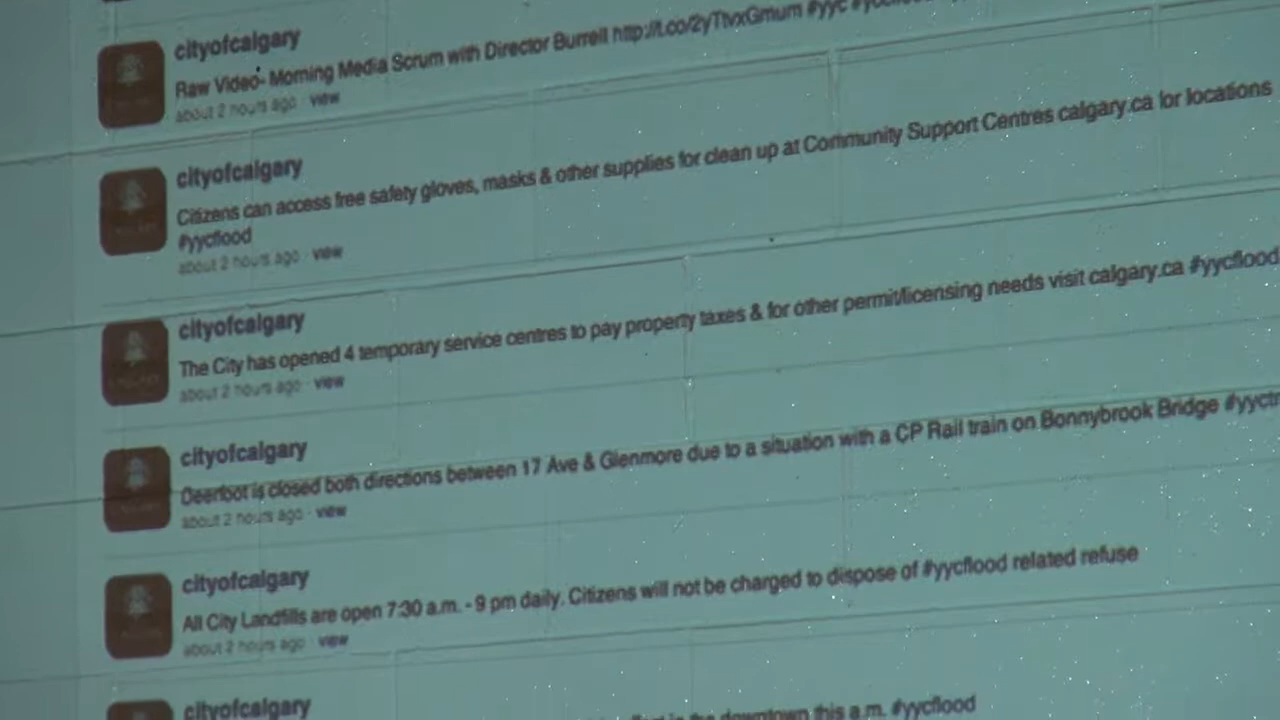 cityofcalgary
Raw Video- Morning Media Scrum with Director Burrell http://t.co/2yTtvxGmum #yyc
about 2 hours ago · view
cityofcalgary
Citizens can access free safety gloves, masks & other supplies for clean up at Community Support Centres calgary.ca for locations
#yycflood
about 2 hours ago · view
cityofcalgary
The City has opened 4 temporary service centres to pay property taxes & for other permit/licensing needs visit calgary.ca #yycflood
about 2 hours ago · view
cityofcalgary
Deerfoot is closed both directions between 17 Ave & Glenmore due to a situation with a CP Rail train on Bonnybrook Bridge
about 2 hours ago · view
cityofcalgary
All City Landfills are open 7:30 a.m. - 9 pm daily. Citizens will not be charged to dispose of #yycflood related refuse
about 2 hours ago · view
cityofcalgary
in the downtown this a.m. #yycflood